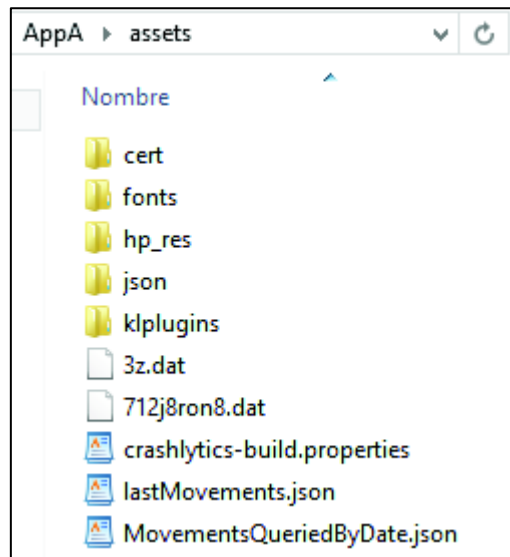 AppA assets
Nombre
cert
fonts
hp_res
json
klplugins
3z.dat
712j8ron8.dat
crashlytics-build.properties
lastMovements.json
MovementsQueriedByDate.json